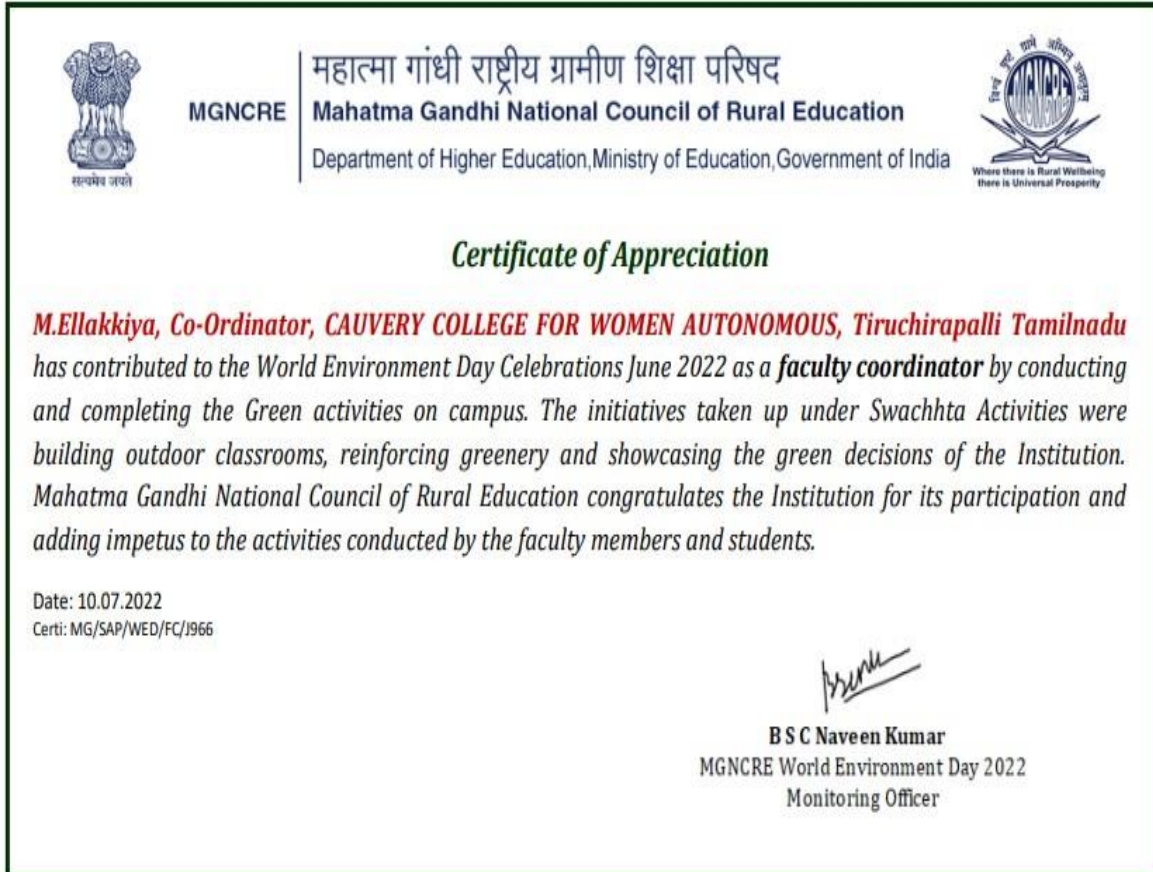 महात्मा गांधी राष्ट्रीय ग्रामीण शिक्षा परिषद
MGNCRE
Mahatma Gandhi National Council of Rural Education
Department of Higher Education,Ministry of Education,Government of India
सत्यमेव जयते
MGNCRE
Where there is Rural Wellbeing
there is Universal Prosperity
Certificate of Appreciation
M.Ellakkiya, Co-Ordinator, CAUVERY COLLEGE FOR WOMEN AUTONOMOUS, Tiruchirapalli Tamilnadu
has contributed to the World Environment Day Celebrations June 2022 as a faculty coordinator by conducting
and completing the Green activities on campus. The initiatives taken up under Swachhta Activities were
building outdoor classrooms, reinforcing greenery and showcasing the green decisions of the Institution.
Mahatma Gandhi National Council of Rural Education congratulates the Institution for its participation and
adding impetus to the activities conducted by the faculty members and students.
Date: 10.07.2022
Certi: MG/SAP/WED/FC/J966
B S C Naveen Kumar
MGNCRE World Environment Day 2022
Monitoring Officer